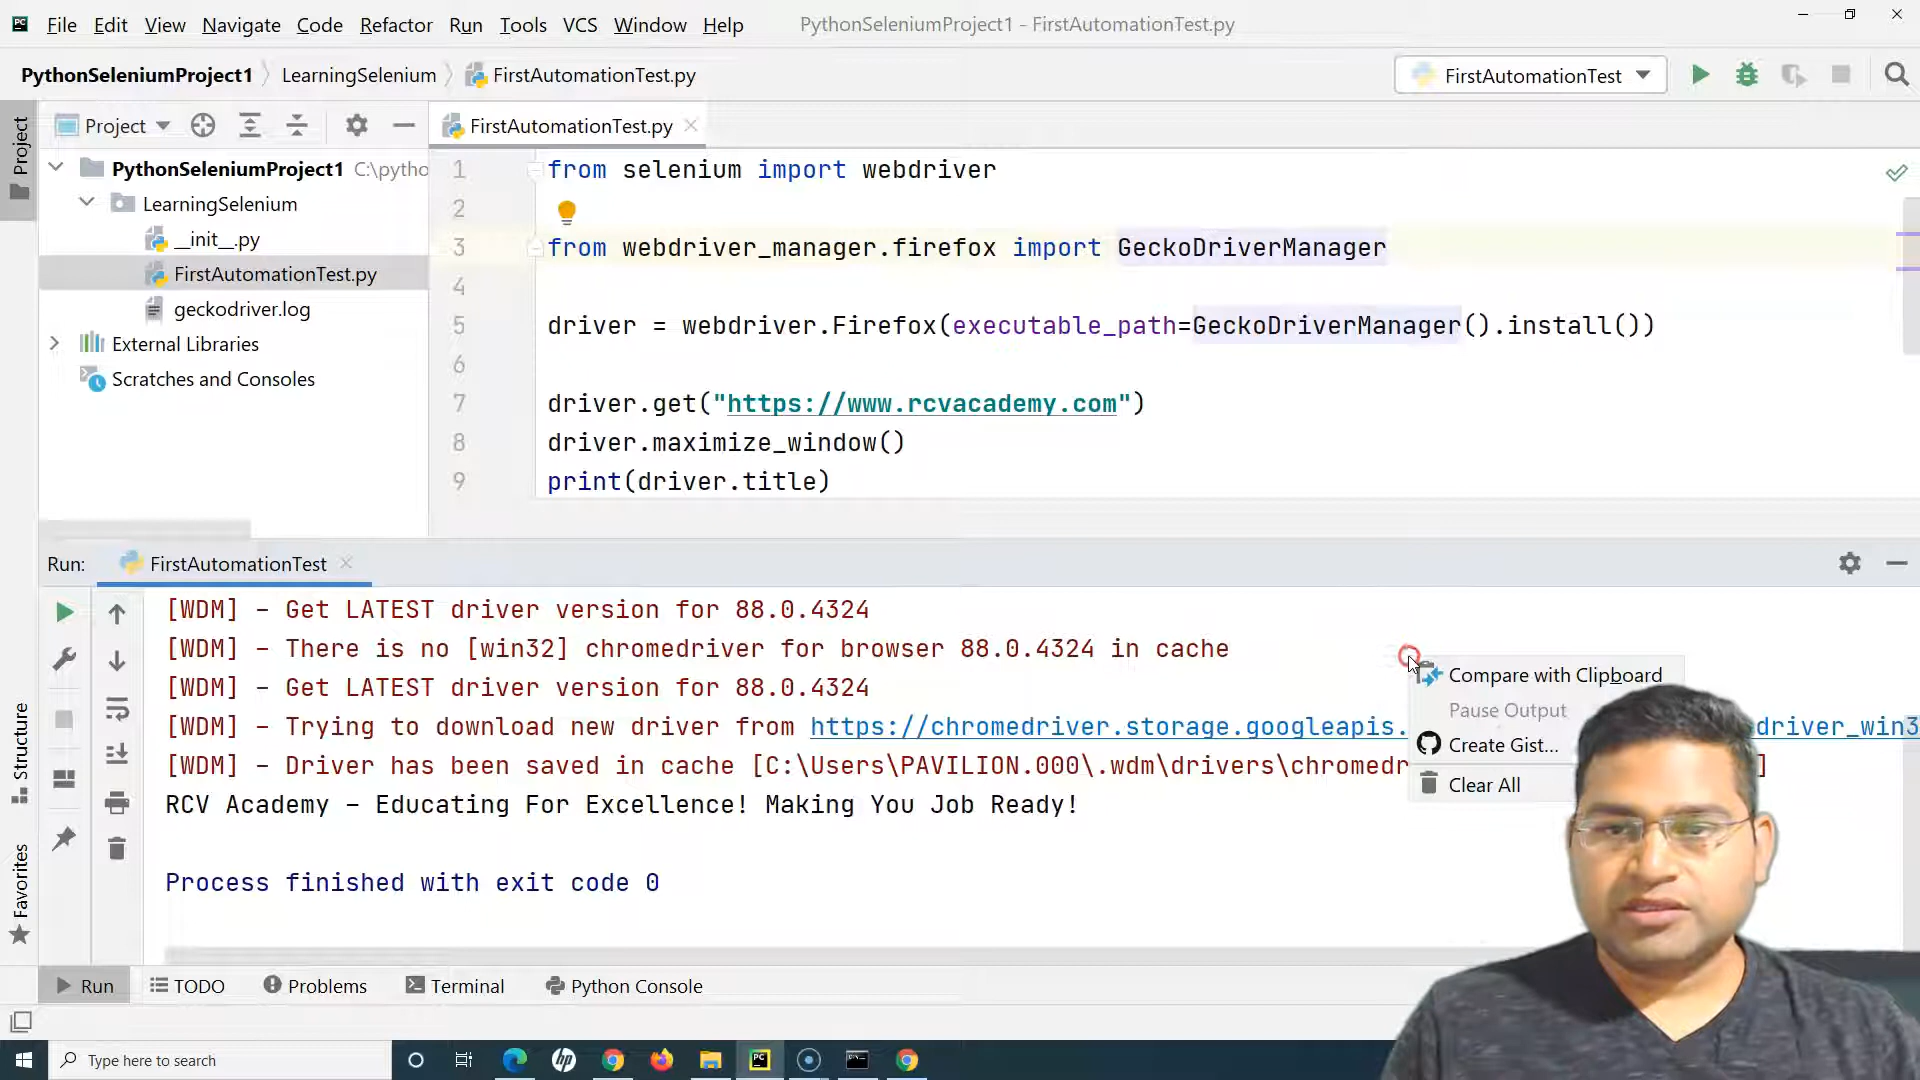 File Edit View Navigate Code Refactor Run Tools VCS Window Help PythonSeleniumProject1 - FirstAutomationTest.py
PythonSeleniumProject1 LearningSelenium FirstAutomationTest.py FirstAutomationTest
Project
Project
FirstAutomationTest.py
PythonSeleniumProject1 C:\pytho
LearningSelenium
__init__.py
FirstAutomationTest.py
geckodriver.log
External Libraries
Scratches and Consoles
1 from selenium import webdriver
2
3 from webdriver_manager.firefox import GeckoDriverManager
4
5 driver = webdriver.Firefox(executable_path=GeckoDriverManager().install())
6
7 driver.get("https://www.rcvacademy.com")
8 driver.maximize_window()
9 print(driver.title)
Run: FirstAutomationTest
[WDM] - Get LATEST driver version for 88.0.4324
[WDM] - There is no [win32] chromedriver for browser 88.0.4324 in cache
[WDM] - Get LATEST driver version for 88.0.4324
[WDM] - Trying to download new driver from https://chromedriver.storage.googleapis. driver_win3
[WDM] - Driver has been saved in cache [C:\Users\PAVILION.000\.wdm\drivers\chromedr ]
RCV Academy - Educating For Excellence! Making You Job Ready!
Process finished with exit code 0
Compare with Clipboard
Pause Output
Create Gist...
Clear All
Structure
Favorites
Run TODO Problems Terminal Python Console
Type here to search